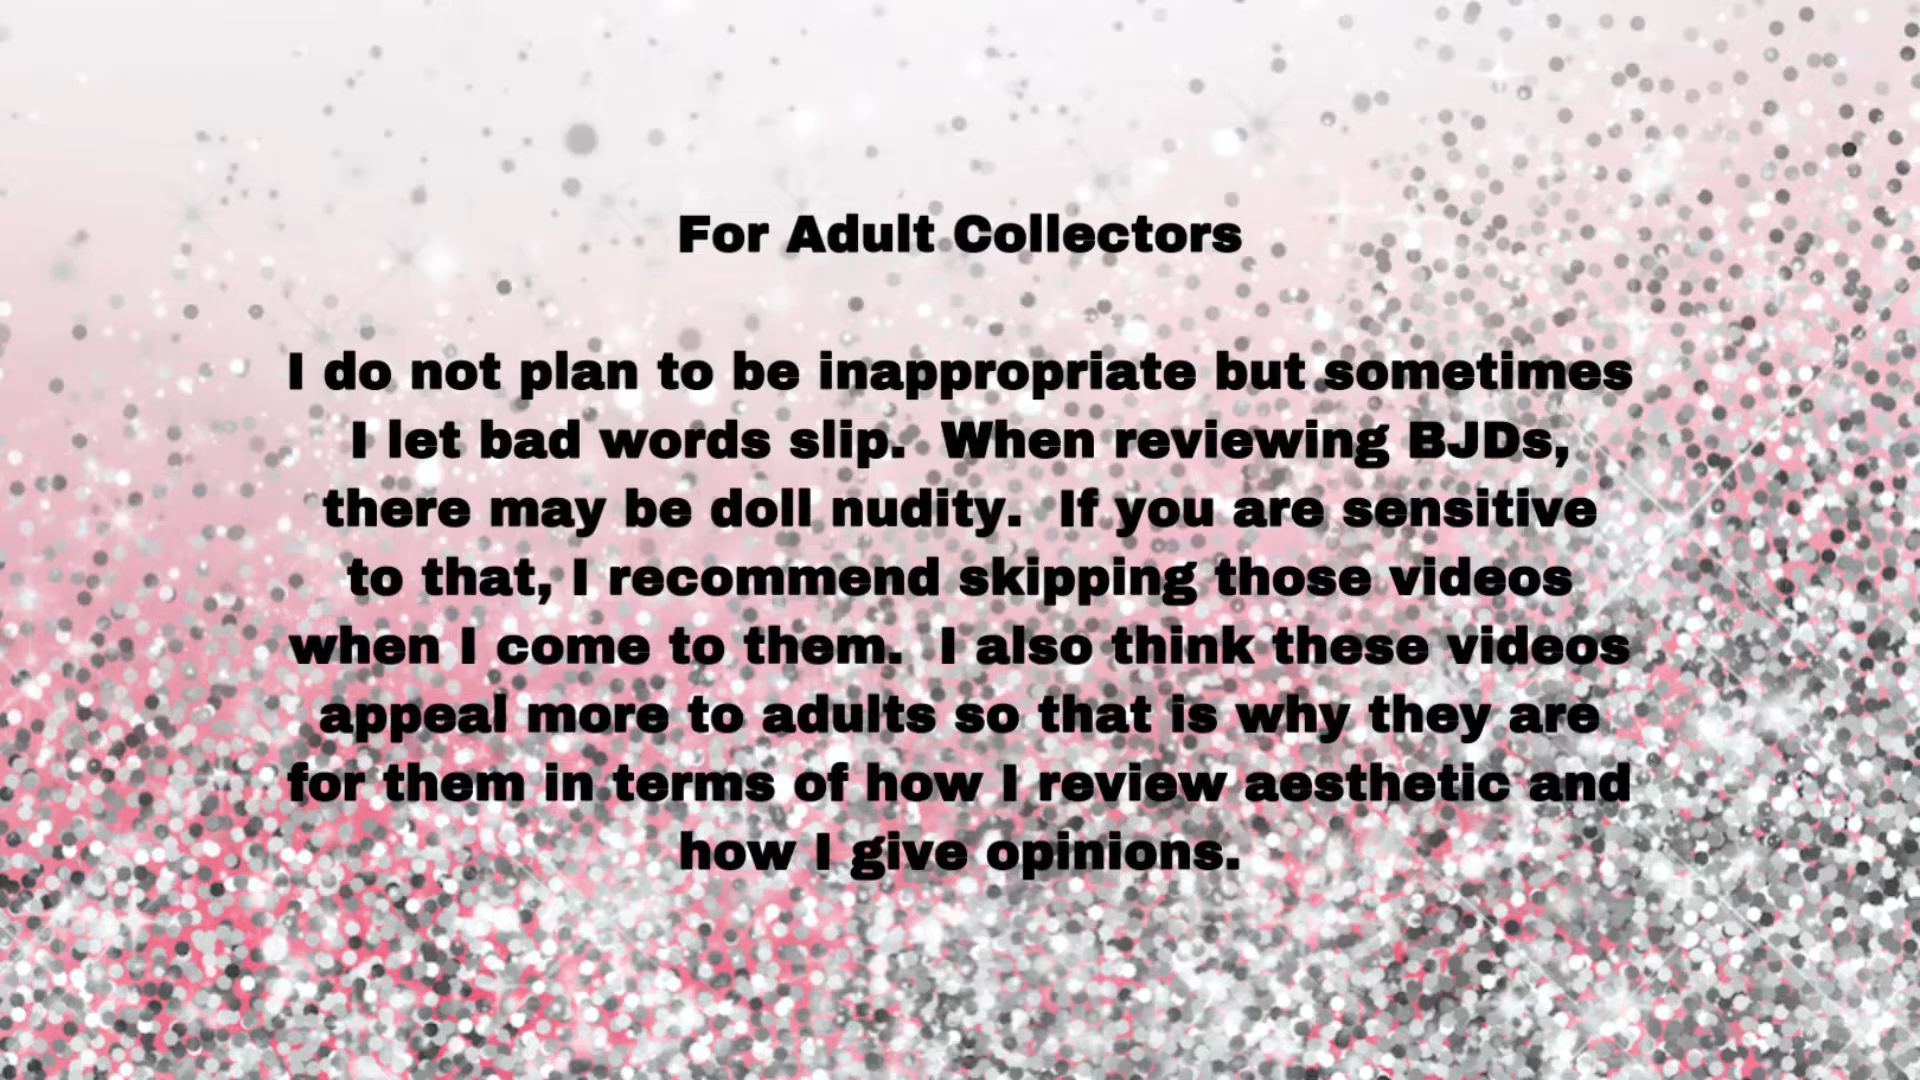 For Adult Collectors
I do not plan to be inappropriate but sometimes
I let bad words slip.  When reviewing BJDs,
there may be doll nudity.  If you are sensitive
to that, I recommend skipping those videos
when I come to them.  I also think these videos
appeal more to adults so that is why they are
for them in terms of how I review aesthetic and
how I give opinions.